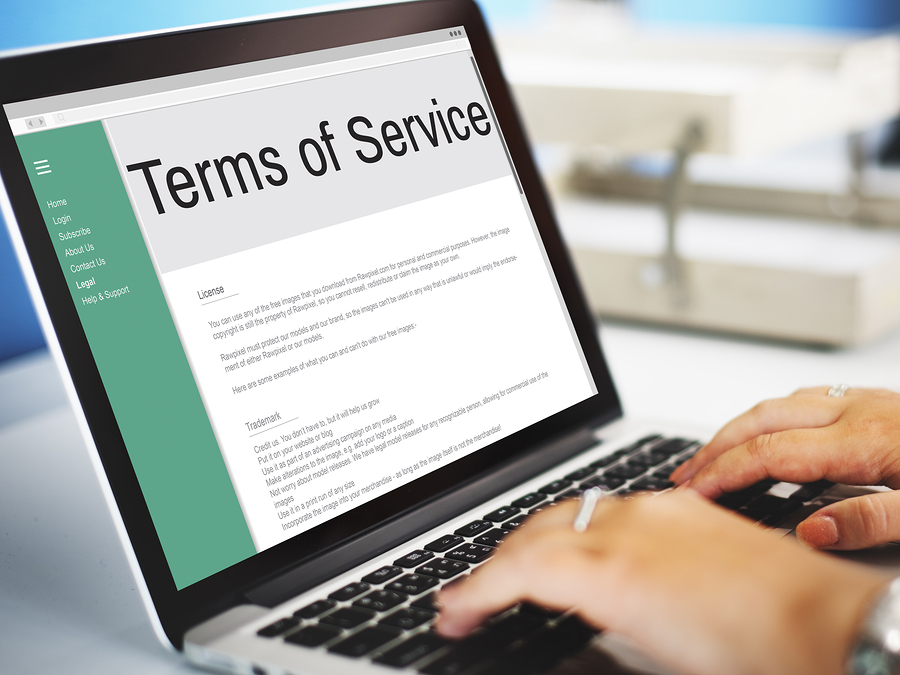 Terms of Service
Home
Login
Subscribe
About Us
Contact Us
Legal
Help & Support
License
You can use any of the free images that you download from Rawpixel.com for personal and commercial purposes. However, the image
copyright is still the property of Rawpixel, so you cannot resell, redistribute or claim the image as your own.
Rawpixel must protect our models and our brand, so the images can't be used in any way that is unlawful or would imply the endorse-
ment of either Rawpixel or our models.
Here are some examples of what you can and can't do with our free images:-
Trademark
Credit us. You don't have to, but it will help us grow
Put it on your website or blog
Use it as part of an advertising campaign on any media
Make alterations to the image, e.g. add your logo or a caption
Not worry about model releases. We have legal model releases for any recognizable person, allowing for commercial use of the
images
Use it in a print run of any size
Incorporate the image into your merchandise - as long as the image itself is not the merchandise!